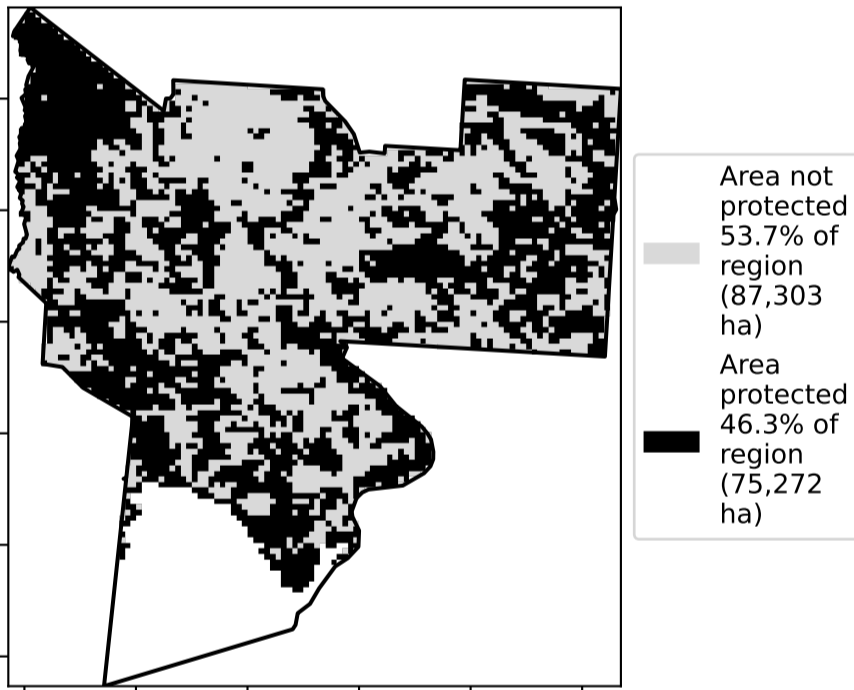 Area not
protected
53.7% of
region
(87,303
ha)
Area
protected
46.3% of
region
(75,272
ha)